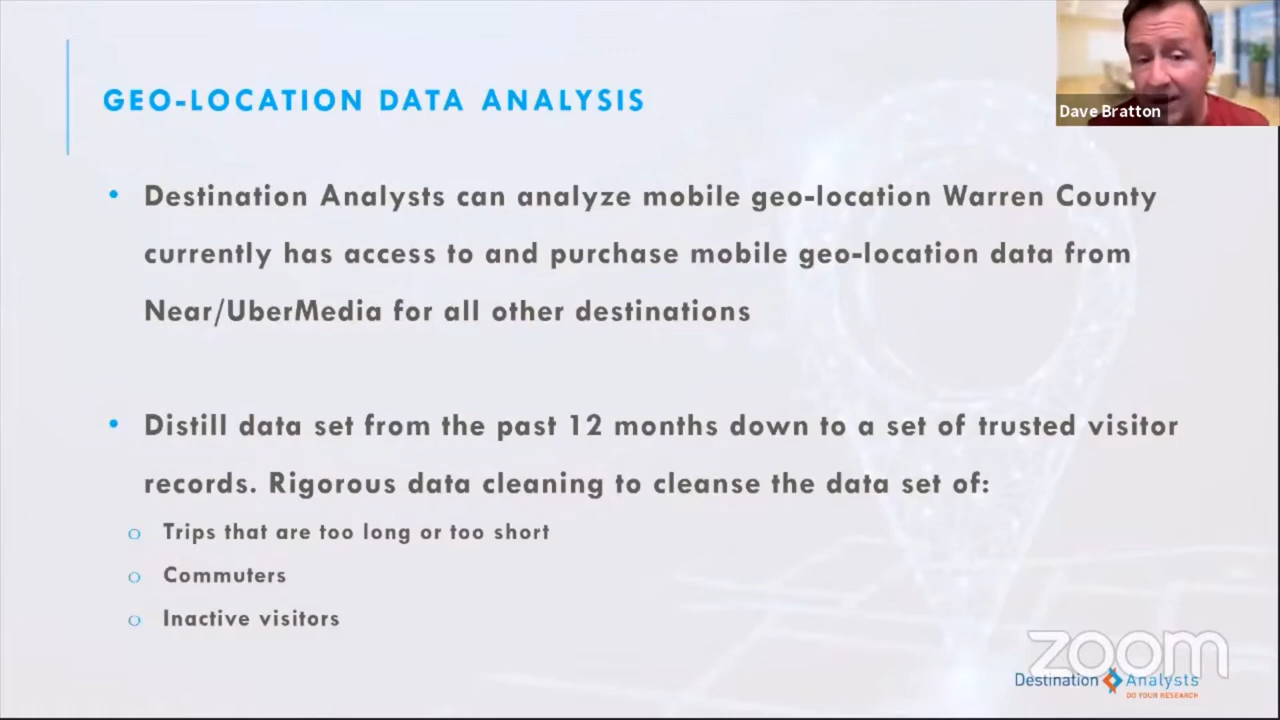 GEO-LOCATION DATA ANALYSIS
Dave Bratton
• Destination Analysts can analyze mobile geo-location Warren County
currently has access to and purchase mobile geo-location data from
Near/UberMedia for all other destinations
• Distill data set from the past 12 months down to a set of trusted visitor
records. Rigorous data cleaning to cleanse the data set of:
o Trips that are too long or too short
o Commuters
o Inactive visitors
zoom
Destination Analysts
DO YOUR RESEARCH